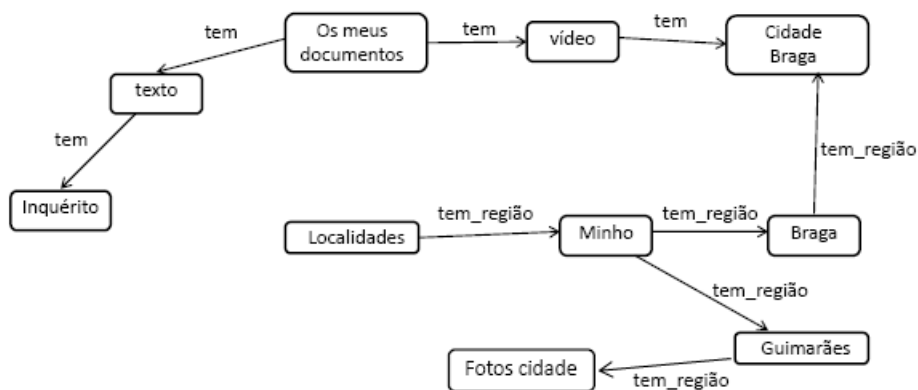 tem
Os meus
documentos
tem
vídeo
tem
Cidade
Braga
texto
tem
tem_região
Inquérito
Localidades
tem_região
Minho
tem_região
Braga
tem_região
Guimarães
Fotos cidade
tem_região